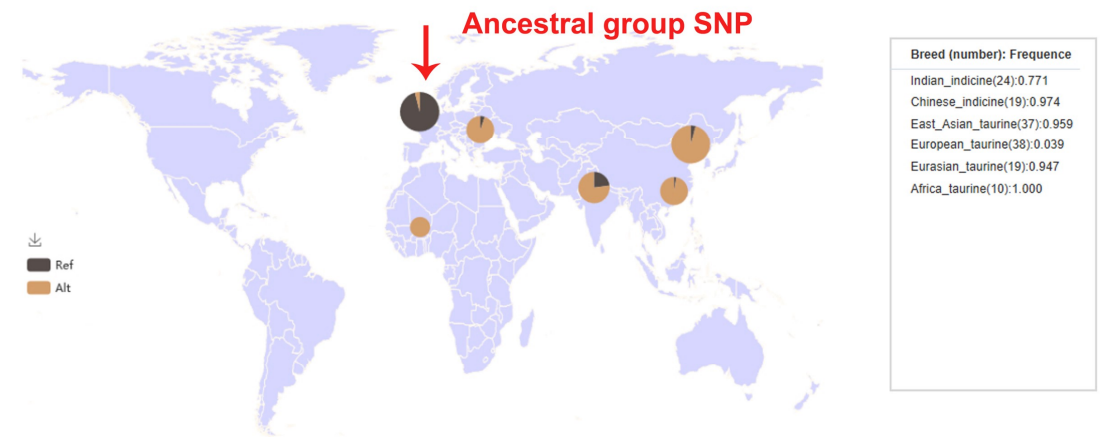 Ancestral group SNP
Breed (number): Frequence
Indian_indicine(24):0.771
Chinese_indicine(19):0.974
East_Asian_taurine(37):0.959
European_taurine(38):0.039
Eurasian_taurine(19):0.947
Africa_taurine(10):1.000
Ref
Alt